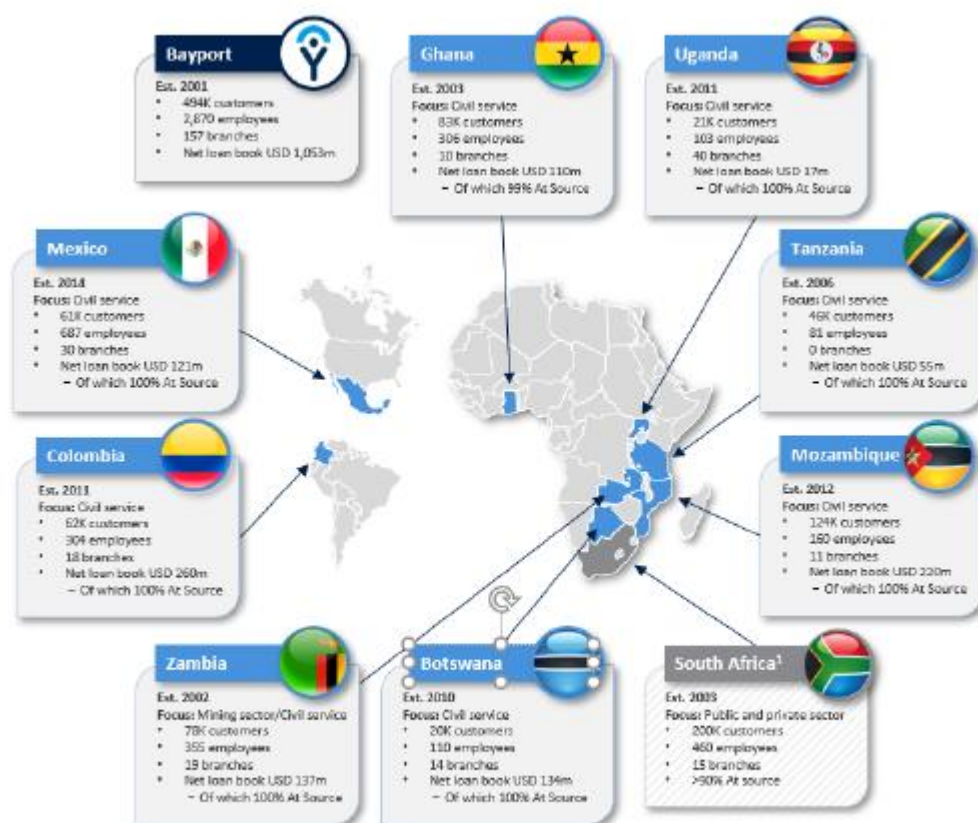 Bayport
Est. 2001
• 494K customers
• 2,870 employees
• 157 branches
• Net loan book USD 1,053m
Ghana
Est. 2003
Focus: Civil service
• 83K customers
• 306 employees
• 10 branches
• Net loan book USD 110m
– Of which 99% At Source
Uganda
Est. 2011
Focus: Civil service
• 21K customers
• 103 employees
• 40 branches
• Net loan book USD 17m
– Of which 100% At Source
Mexico
Est. 2014
Focus: Civil service
• 61K customers
• 687 employees
• 30 branches
• Net loan book USD 121m
– Of which 100% At Source
Tanzania
Est. 2006
Focus: Civil service
• 46K customers
• 81 employees
• 0 branches
• Net loan book USD 55m
– Of which 100% At Source
Colombia
Est. 2011
Focus: Civil service
• 62K customers
• 304 employees
• 18 branches
• Net loan book USD 260m
– Of which 100% At Source
Mozambique
Est. 2012
Focus: Civil service
• 124K customers
• 160 employees
• 11 branches
• Net loan book USD 220m
– Of which 100% At Source
Zambia
Est. 2002
Focus: Mining sector/Civil service
• 78K customers
• 355 employees
• 19 branches
• Net loan book USD 137m
– Of which 100% At Source
Botswana
Est. 2010
Focus: Civil service
• 20K customers
• 110 employees
• 14 branches
• Net loan book USD 134m
– Of which 100% At Source
South Africa¹
Est. 2003
Focus: Public and private sector
• 200K customers
• 460 employees
• 15 branches
• >90% At source